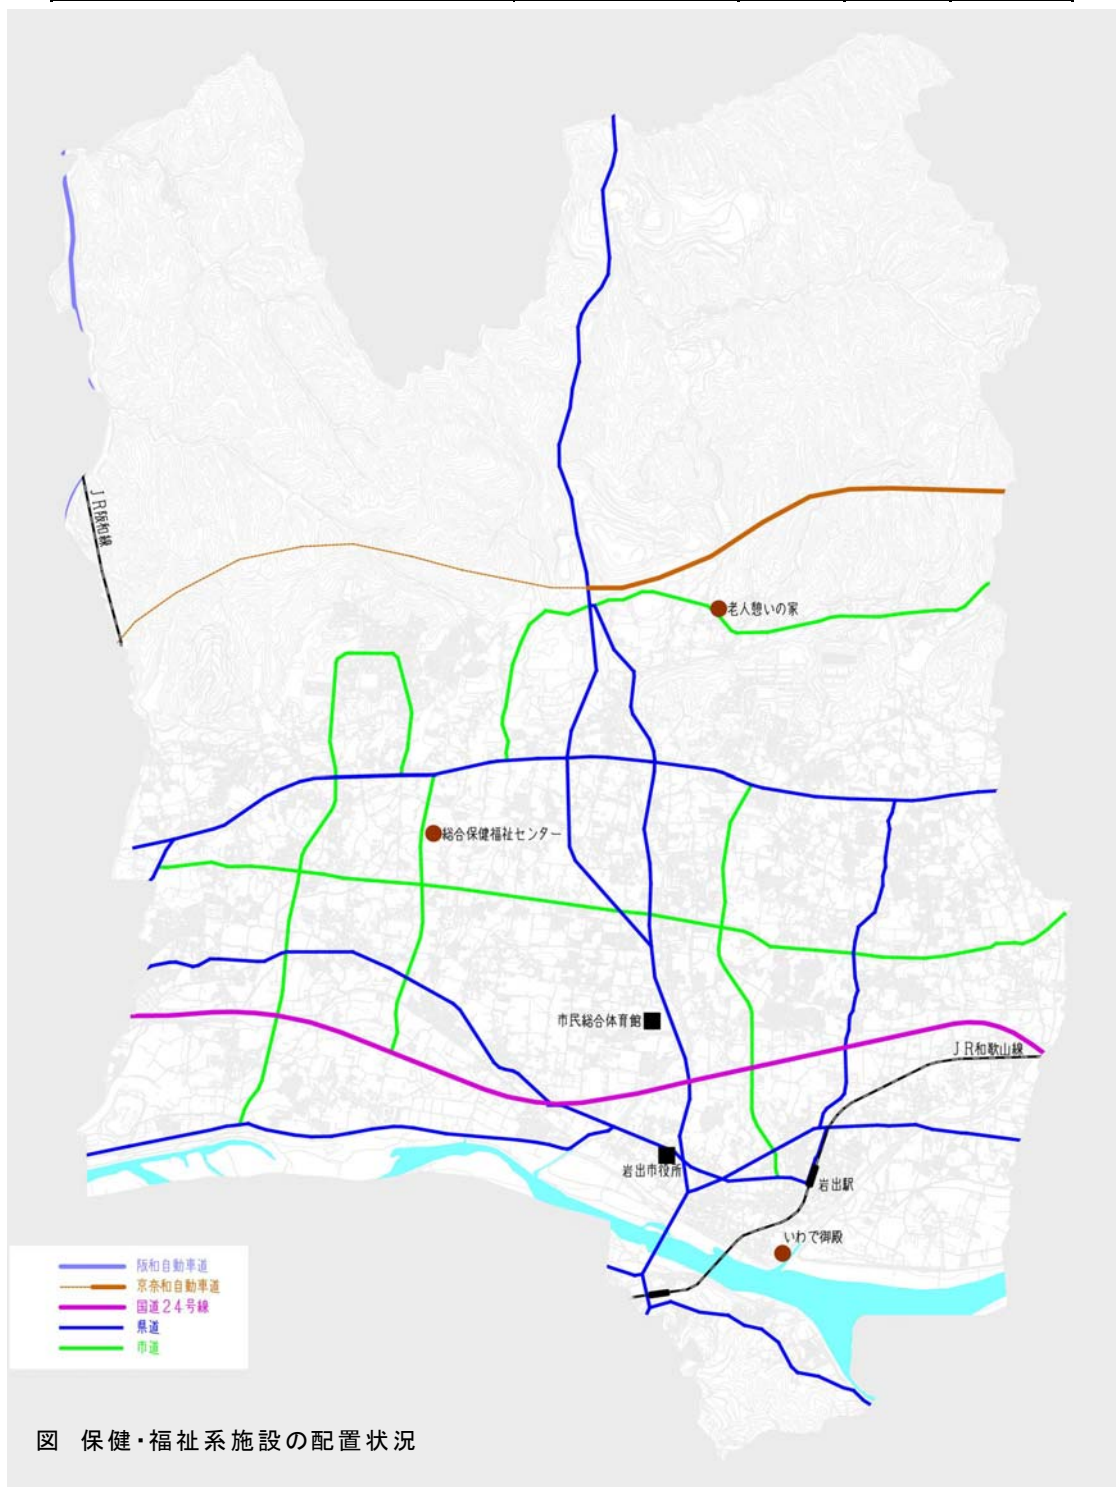 ＪＲ阪和線
老人憩いの家
総合保健福祉センター
市民総合体育館
ＪＲ和歌山線
岩出市役所
岩出駅
いわで御殿
阪和自動車道
京奈和自動車道
国道２４号線
県道
市道
図　保健・福祉系施設の配置状況